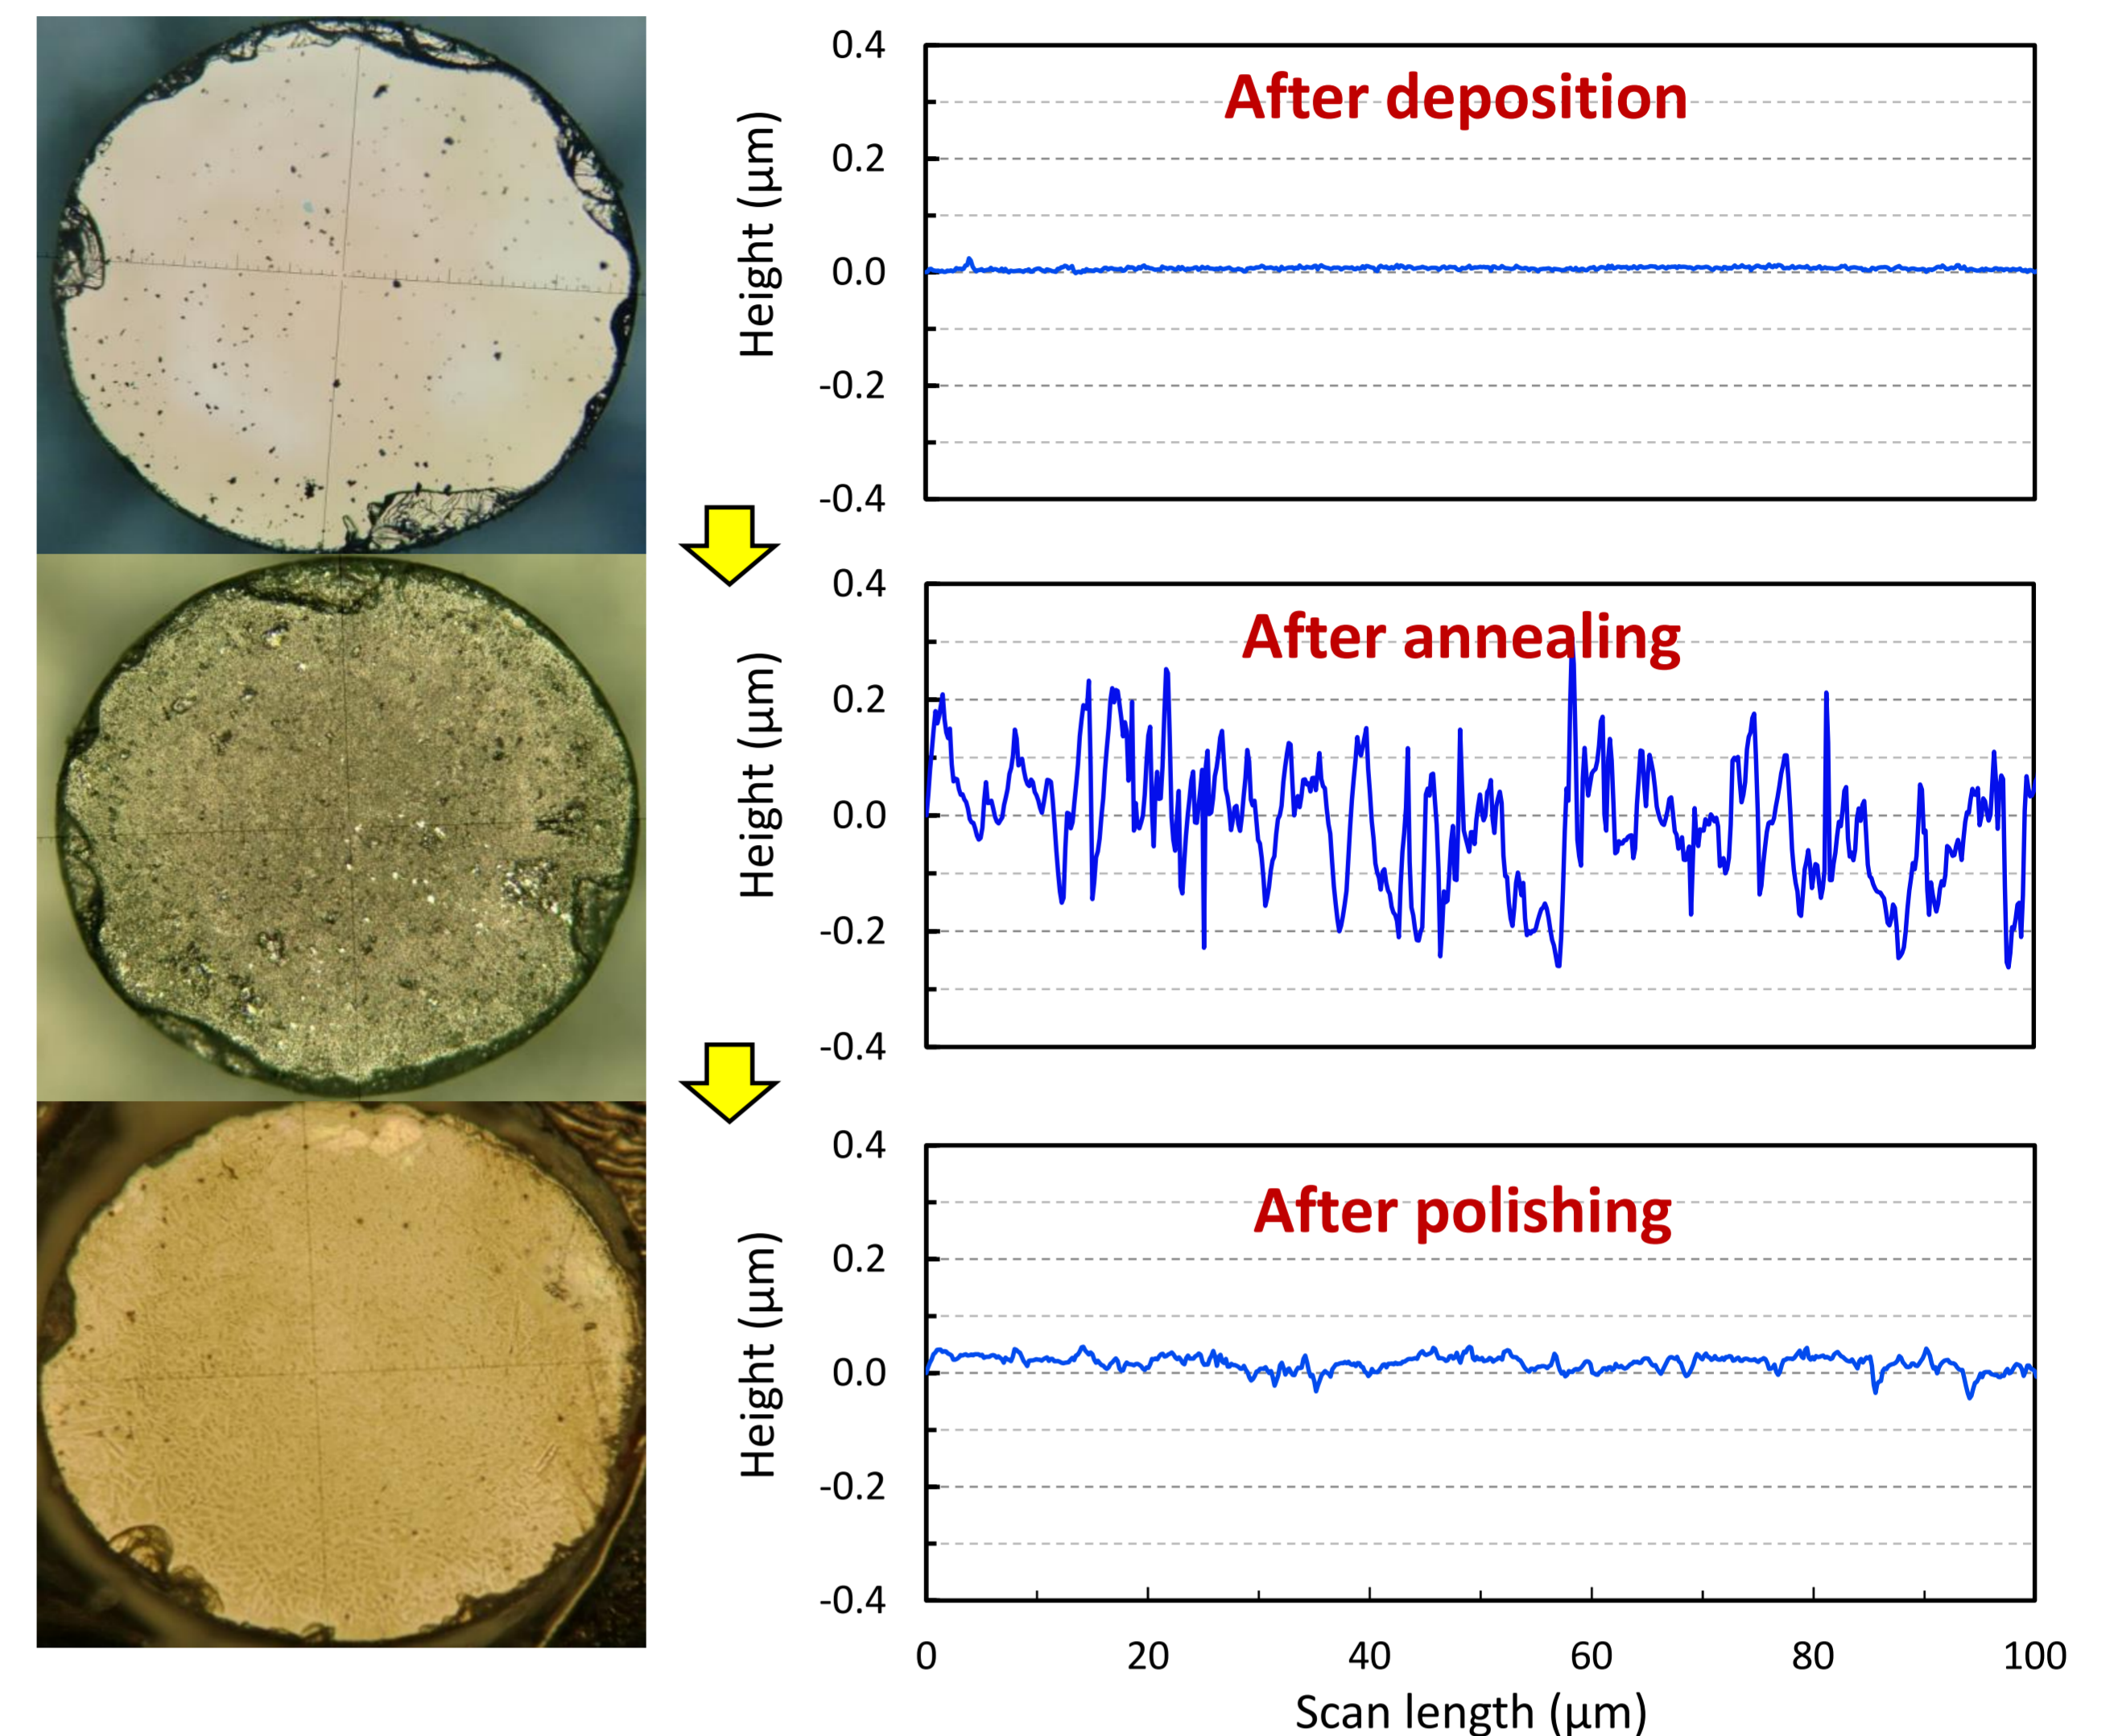 After deposition
Height (μm)
0.4
0.2
0.0
-0.2
-0.4
After annealing
Height (μm)
0.4
0.2
0.0
-0.2
-0.4
After polishing
Height (μm)
0.4
0.2
0.0
-0.2
-0.4
0 20 40 60 80 100
Scan length (μm)